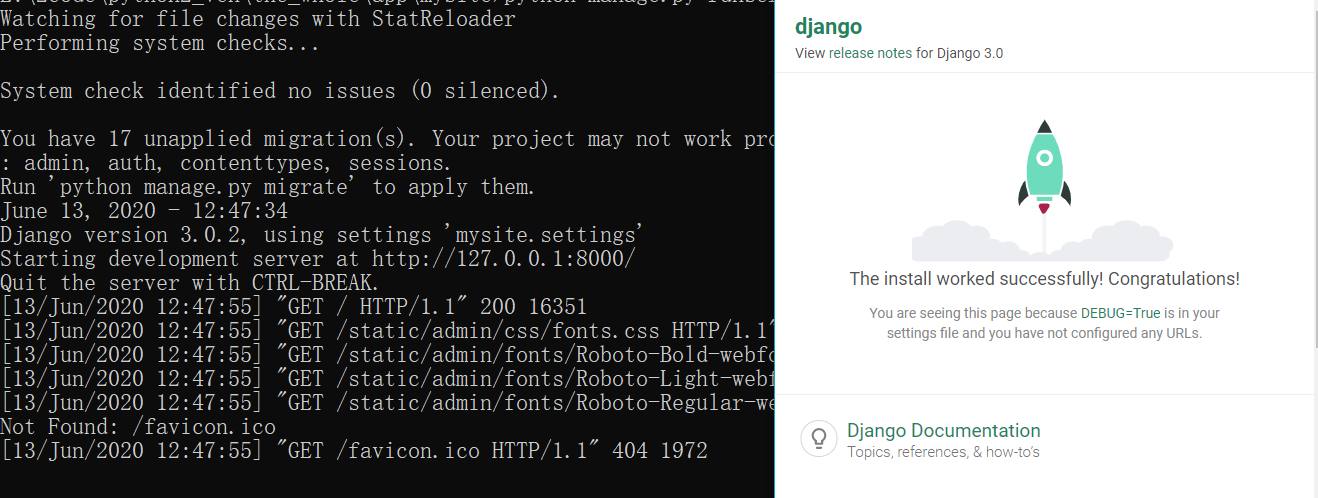 Watching for file changes with StatReloader
Performing system checks...
System check identified no issues (0 silenced).
You have 17 unapplied migration(s). Your project may not work pro
: admin, auth, contenttypes, sessions.
Run 'python manage.py migrate' to apply them.
June 13, 2020 - 12:47:34
Django version 3.0.2, using settings 'mysite.settings'
Starting development server at http://127.0.0.1:8000/
Quit the server with CTRL-BREAK.
[13/Jun/2020 12:47:55] "GET / HTTP/1.1" 200 16351
[13/Jun/2020 12:47:55] "GET /static/admin/css/fonts.css HTTP/1.1"
[13/Jun/2020 12:47:55] "GET /static/admin/fonts/Roboto-Bold-webfo
[13/Jun/2020 12:47:55] "GET /static/admin/fonts/Roboto-Light-webf
[13/Jun/2020 12:47:55] "GET /static/admin/fonts/Roboto-Regular-we
Not Found: /favicon.ico
[13/Jun/2020 12:47:55] "GET /favicon.ico HTTP/1.1" 404 1972
django
View release notes for Django 3.0
The install worked successfully! Congratulations!
You are seeing this page because DEBUG=True is in your
settings file and you have not configured any URLs.
Django Documentation
Topics, references, & how-to's